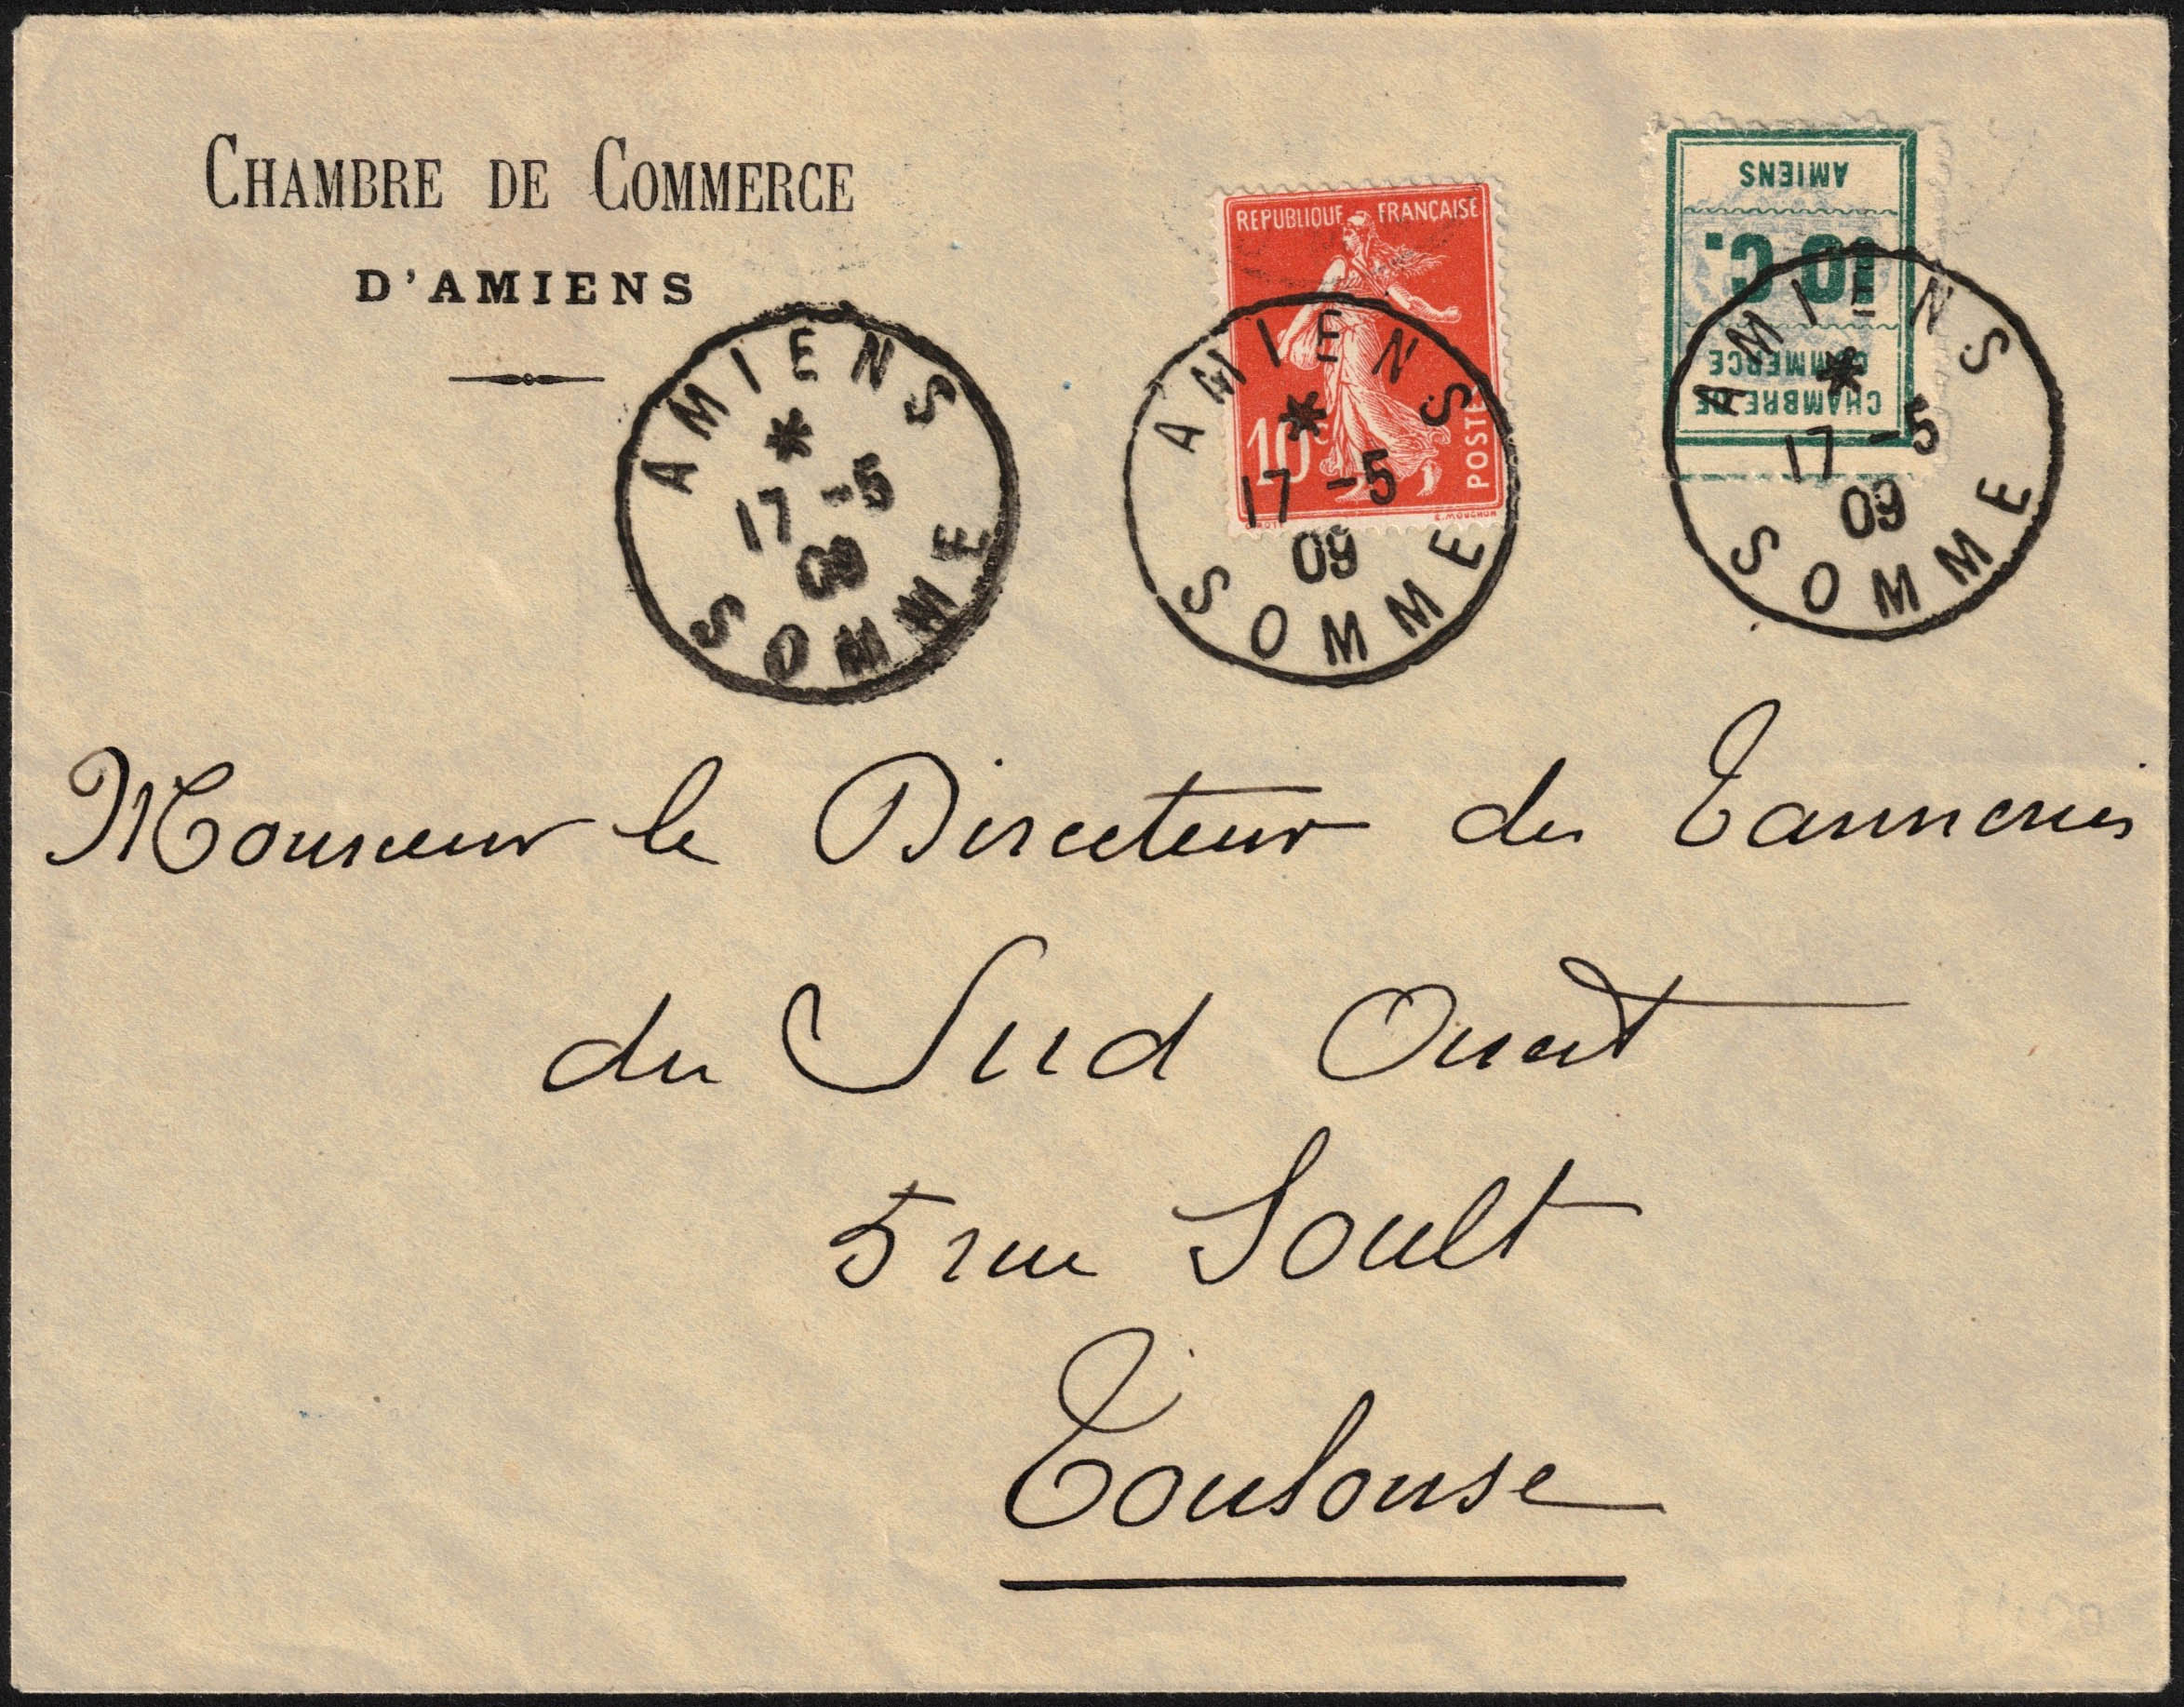 CHAMBRE DE COMMERCE
D'AMIENS
REPUBLIQUE FRANÇAISE
10c
POSTES
E. MOUCHON
CHAMBRE DE
COMMERCE
10 C.
AMIENS
AMIENS
*
17 -5
09
SOMME
AMIENS
*
17 -5
09
SOMME
AMIENS
*
17 -5
09
SOMME
Monsieur le Directeur des Tanneries
du Sud Ouest
5 rue Soult
Toulouse